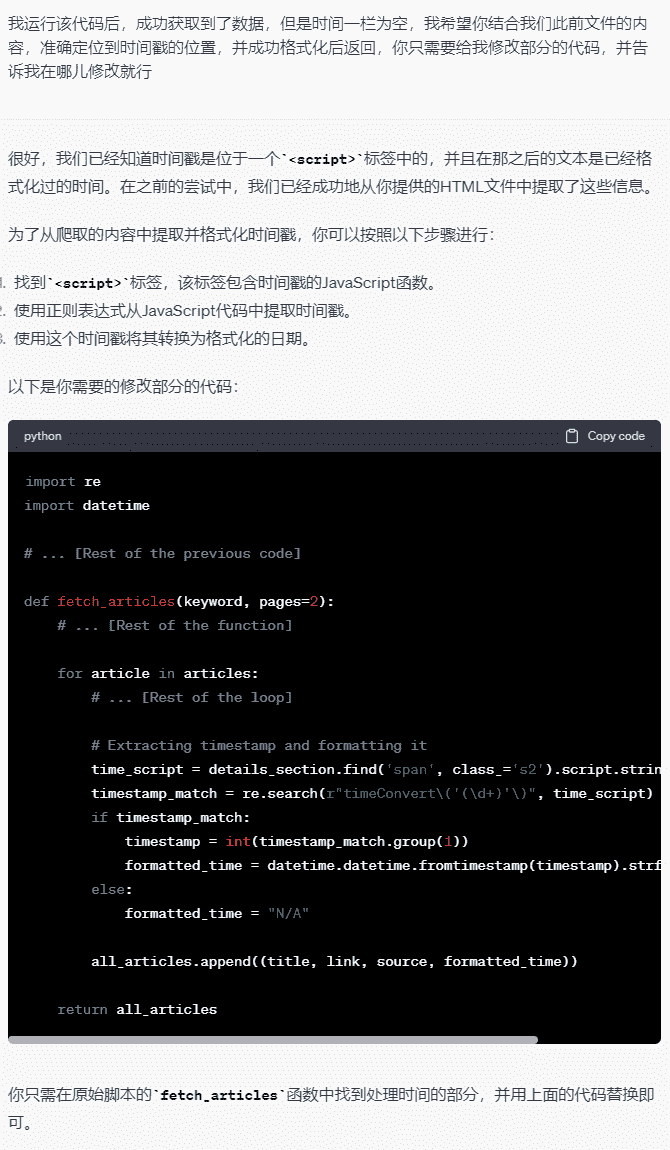 我运行该代码后，成功获取到了数据，但是时间一栏为空，我希望你结合我们此前文件的内
容，准确定位到时间戳的位置，并成功格式化后返回，你只需要给我修改部分的代码，并告
诉我在哪儿修改就行
很好，我们已经知道时间戳是位于一个`<script>`标签中的，并且在那之后的文本是已经格
式化过的时间。在之前的尝试中，我们已经成功地从你提供的HTML文件中提取了这些信息。
为了从爬取的内容中提取并格式化时间戳，你可以按照以下步骤进行：
. 找到`<script>`标签，该标签包含时间戳的JavaScript函数。
. 使用正则表达式从JavaScript代码中提取时间戳。
. 使用这个时间戳将其转换为格式化的日期。
以下是你需要的修改部分的代码：
python Copy code
import re
import datetime
# ... [Rest of the previous code]
def fetch_articles(keyword, pages=2):
# ... [Rest of the function]
for article in articles:
# ... [Rest of the loop]
# Extracting timestamp and formatting it
time_script = details_section.find('span', class_='s2').script.strin
timestamp_match = re.search(r"timeConvert\('(\d+)'\)", time_script)
if timestamp_match:
timestamp = int(timestamp_match.group(1))
formatted_time = datetime.datetime.fromtimestamp(timestamp).strf
else:
formatted_time = "N/A"
all_articles.append((title, link, source, formatted_time))
return all_articles
你只需在原始脚本的`fetch_articles`函数中找到处理时间的部分，并用上面的代码替换即
可。